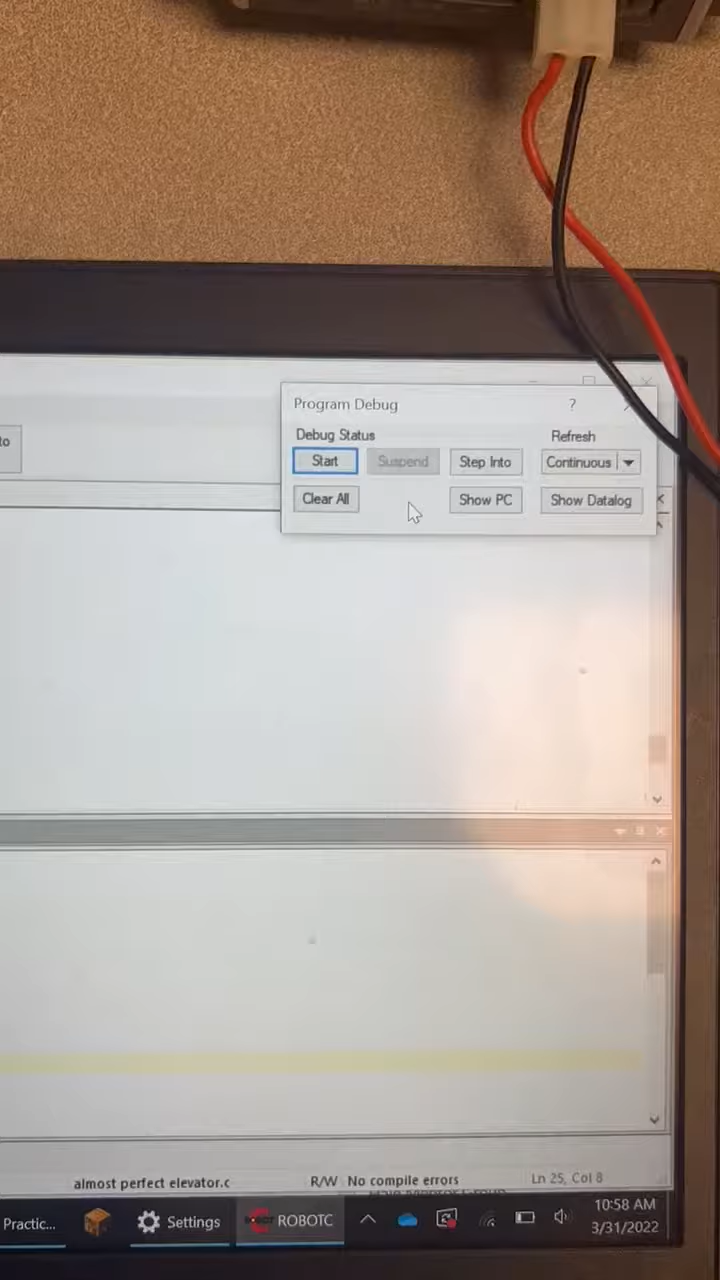 to
Program Debug
?
Debug Status
Refresh
Start
Suspend
Step Into
Continuous
Clear All
Show PC
Show Datalog
almost perfect elevator.c
R/W
No compile errors
Ln 25, Col 8
Practic...
Settings
ROBOTC
10:58 AM
3/31/2022